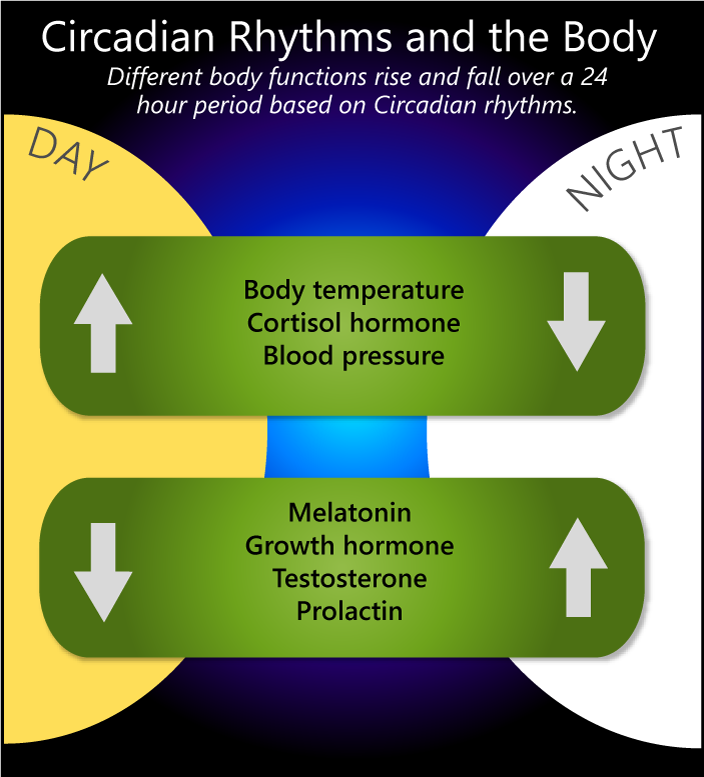 Circadian Rhythms and the Body
Different body functions rise and fall over a 24
hour period based on Circadian rhythms.
DAY
NIGHT
Body temperature
Cortisol hormone
Blood pressure
Melatonin
Growth hormone
Testosterone
Prolactin